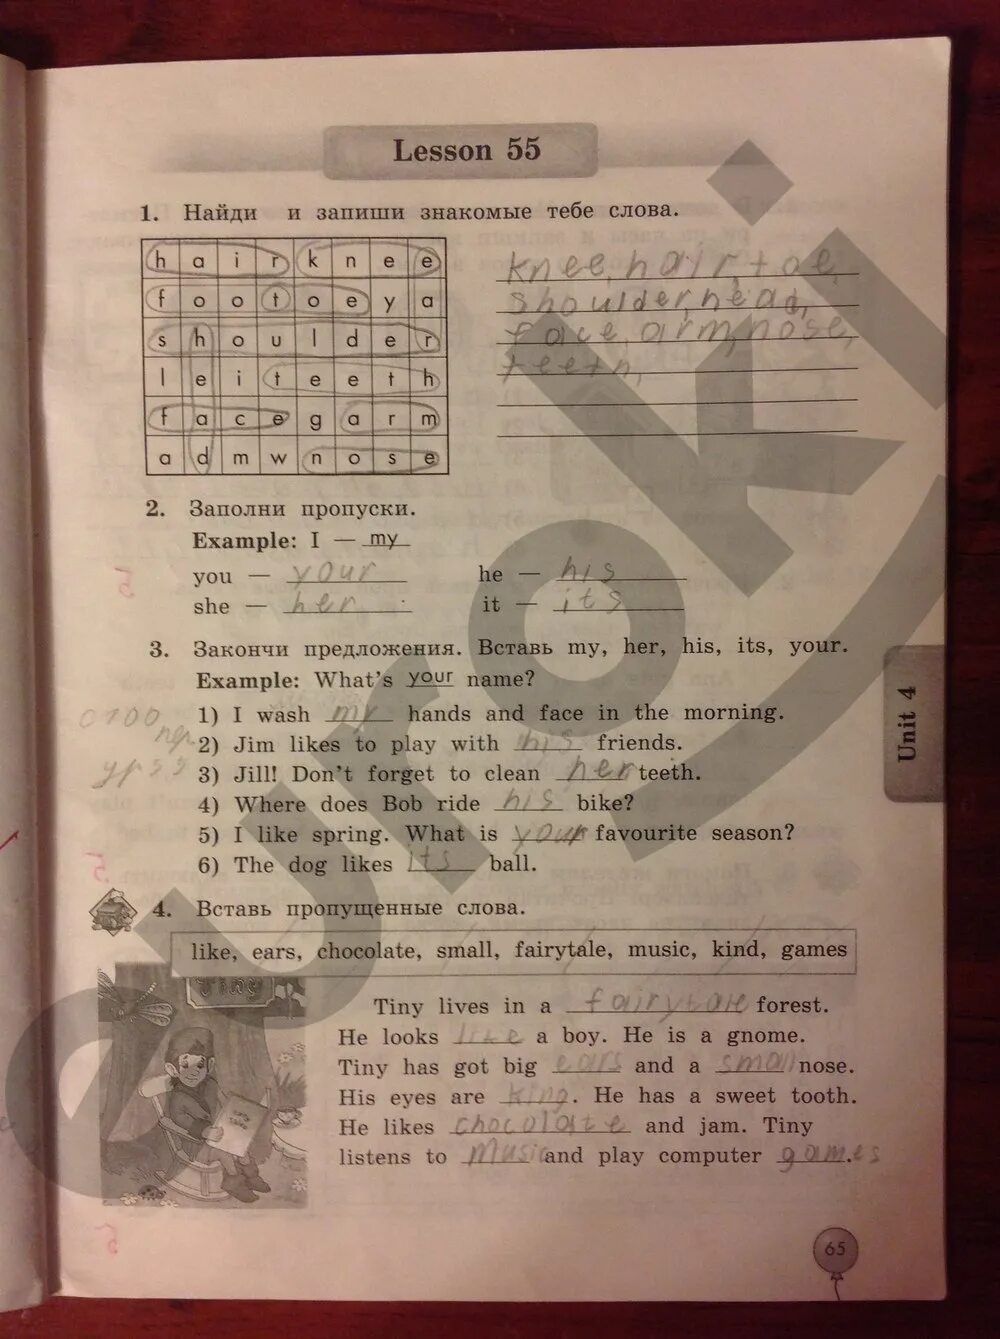 Lesson 55
1. Найди и запиши знакомые тебе слова.
h a i r k n e e
f o o t o e y a
s h o u l d e r
l e i t e e t h
f a c e g a r m
a d m w n o s e
knee, hair, toe,
shoulder, head,
face, arm, nose,
teeth,
2. Заполни пропуски.
Example: I — my
you — your he — his
she — her it — its
3. Закончи предложения. Вставь my, her, his, its, your.
Example: What's your name?
1) I wash my hands and face in the morning.
2) Jim likes to play with his friends.
3) Jill! Don't forget to clean her teeth.
4) Where does Bob ride his bike?
5) I like spring. What is your favourite season?
6) The dog likes its ball.
Unit 4
4. Вставь пропущенные слова.
like, ears, chocolate, small, fairytale, music, kind, games
Tiny
Tiny lives in a fairytale forest.
He looks like a boy. He is a gnome.
Tiny has got big ears and a small nose.
His eyes are king. He has a sweet tooth.
He likes chocolate and jam. Tiny
listens to music and play computer games
65
5
5
5
euroki